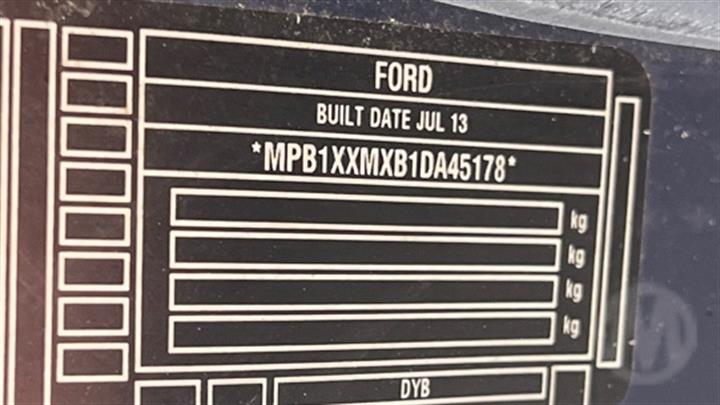 FORD
BUILT DATE JUL 13
*MPB1XXMXB1DA45178*
kg
kg
kg
kg
DYB